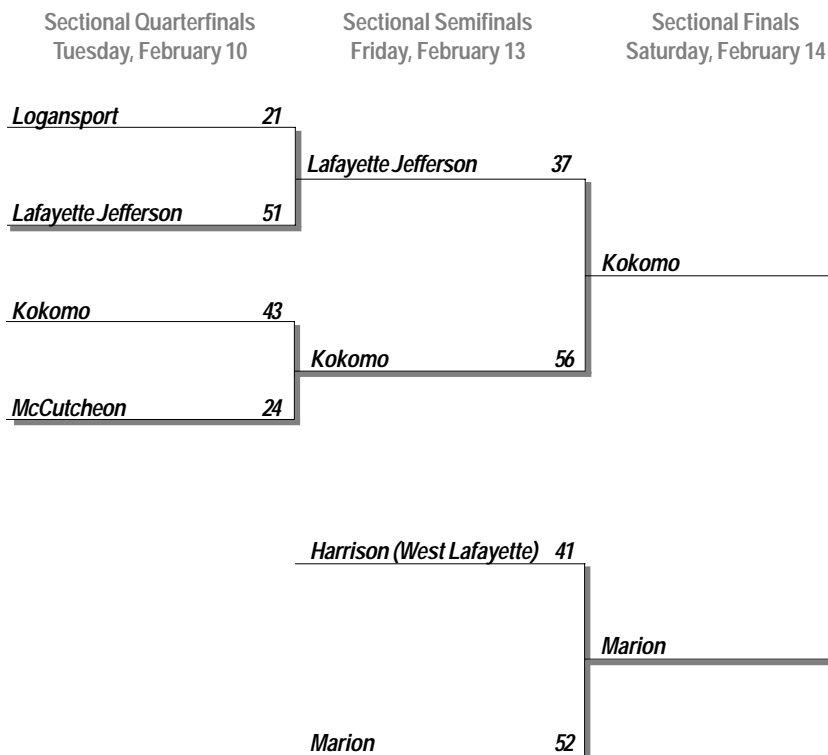 Sectional Quarterfinals
Tuesday, February 10
Sectional Semifinals
Friday, February 13
Sectional Finals
Saturday, February 14
Logansport 21
Lafayette Jefferson 51
Kokomo 43
McCutcheon 24
Lafayette Jefferson 37
Kokomo 56
Harrison (West Lafayette) 41
Marion 52
Kokomo
Marion